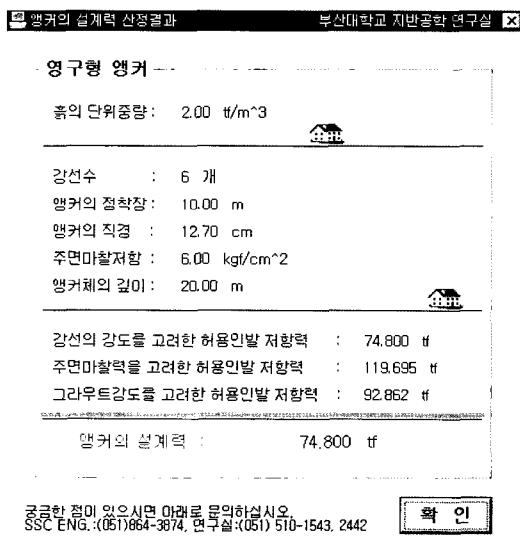 앵커의 설계력 산정결과 부산대학교 지반공학 연구실
영구형 앵커
흙의 단위중량 : 2.00 tf/m^3
강선수 : 6 개
앵커의 정착장 : 10.00 m
앵커의 직경 : 12.70 cm
주면마찰저항 : 6.00 kgf/cm^2
앵커체의 깊이 : 20.00 m
강선의 강도를 고려한 허용인발 저항력 : 74.800 tf
주면마찰력을 고려한 허용인발 저항력 : 119.695 tf
그라우트강도를 고려한 허용인발 저항력 : 92.862 tf
앵커의 설계력 : 74.800 tf
궁금한 점이 있으시면 아래로 문의하십시오.
SSC ENG.:(051)864-3874, 연구실:(051) 510-1543, 2442
확 인